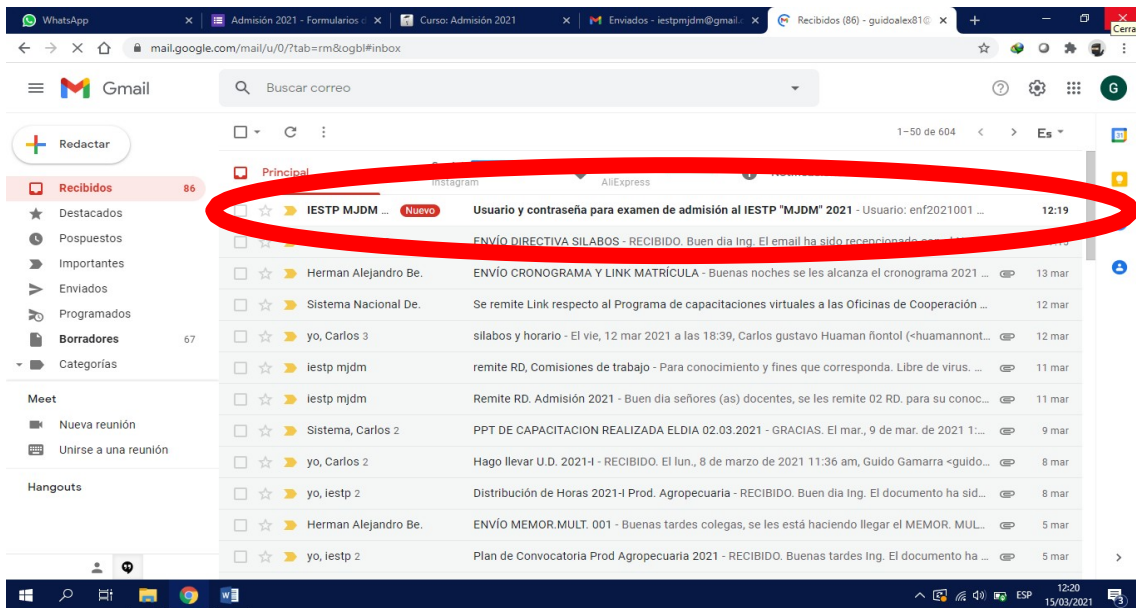 WhatsApp
Admisión 2021 - Formularios d
Curso: Admisión 2021
Enviados - iestpmjdm@gmail.c
Recibidos (86) - guidoalex81@
Cerra
mail.google.com/mail/u/0/?tab=rm&ogbl#inbox
Gmail
Buscar correo
G
Redactar
1–50 de 604
Es
31
Recibidos 86
Destacados
Pospuestos
Importantes
Enviados
Programados
Borradores 67
Categorías
Meet
Nueva reunión
Unirse a una reunión
Hangouts
Principal
Instagram
AliExpress
IESTP MJDM ... Nuevo Usuario y contraseña para examen de admisión al IESTP "MJDM" 2021 - Usuario: enf2021001 ... 12:19
ENVÍO DIRECTIVA SILABOS - RECIBIDO. Buen dia Ing. El email ha sido recepcionado
Herman Alejandro Be. ENVÍO CRONOGRAMA Y LINK MATRÍCULA - Buenas noches se les alcanza el cronograma 2021 ... 13 mar
Sistema Nacional De. Se remite Link respecto al Programa de capacitaciones virtuales a las Oficinas de Cooperación ... 12 mar
yo, Carlos 3 silabos y horario - El vie, 12 mar 2021 a las 18:39, Carlos gustavo Huaman ñontol (<huamannont... 12 mar
iestp mjdm remite RD, Comisiones de trabajo - Para conocimiento y fines que corresponda. Libre de virus. ... 11 mar
iestp mjdm Remite RD. Admisión 2021 - Buen dia señores (as) docentes, se les remite 02 RD. para su conoc... 11 mar
Sistema, Carlos 2 PPT DE CAPACITACION REALIZADA ELDIA 02.03.2021 - GRACIAS. El mar., 9 de mar. de 2021 1:... 9 mar
yo, Carlos 2 Hago llevar U.D. 2021-I - RECIBIDO. El lun., 8 de marzo de 2021 11:36 am, Guido Gamarra <guido... 8 mar
yo, iestp 2 Distribución de Horas 2021-I Prod. Agropecuaria - RECIBIDO. Buen dia Ing. El documento ha sid... 8 mar
Herman Alejandro Be. ENVÍO MEMOR.MULT. 001 - Buenas tardes colegas, se les está haciendo llegar el MEMOR. MUL... 5 mar
yo, iestp 2 Plan de Convocatoria Prod Agropecuaria 2021 - RECIBIDO. Buenas tardes Ing. El documento ha ... 5 mar
ESP
12:20
15/03/2021
3